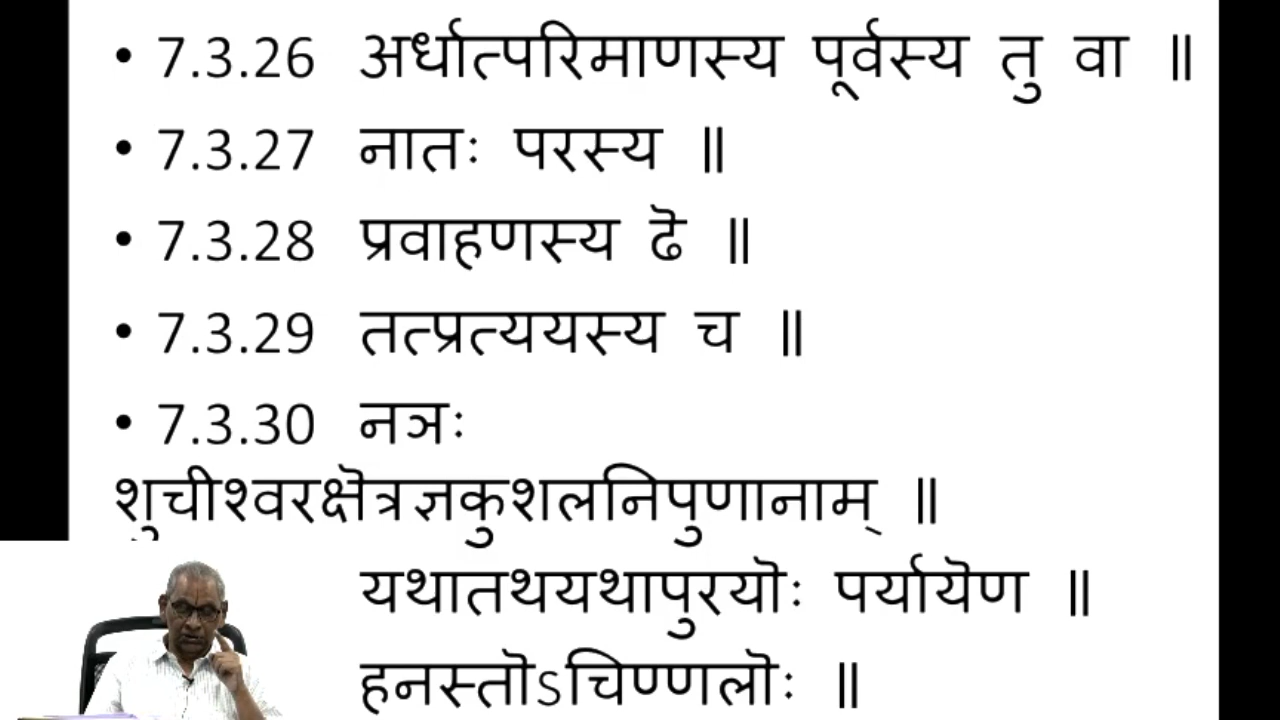 • 7.3.26 अर्धात्परिमाणस्य पूर्वस्य तु वा ॥
• 7.3.27 नातः परस्य ॥
• 7.3.28 प्रवाहणस्य ढॆ ॥
• 7.3.29 तत्प्रत्ययस्य च ॥
• 7.3.30 नञः
शुचीश्वरक्षॆत्रज्ञकुशलनिपुणानाम् ॥
यथातथयथापुरयॊः पर्यायॆण ॥
हनस्तॊऽचिण्णलॊः ॥